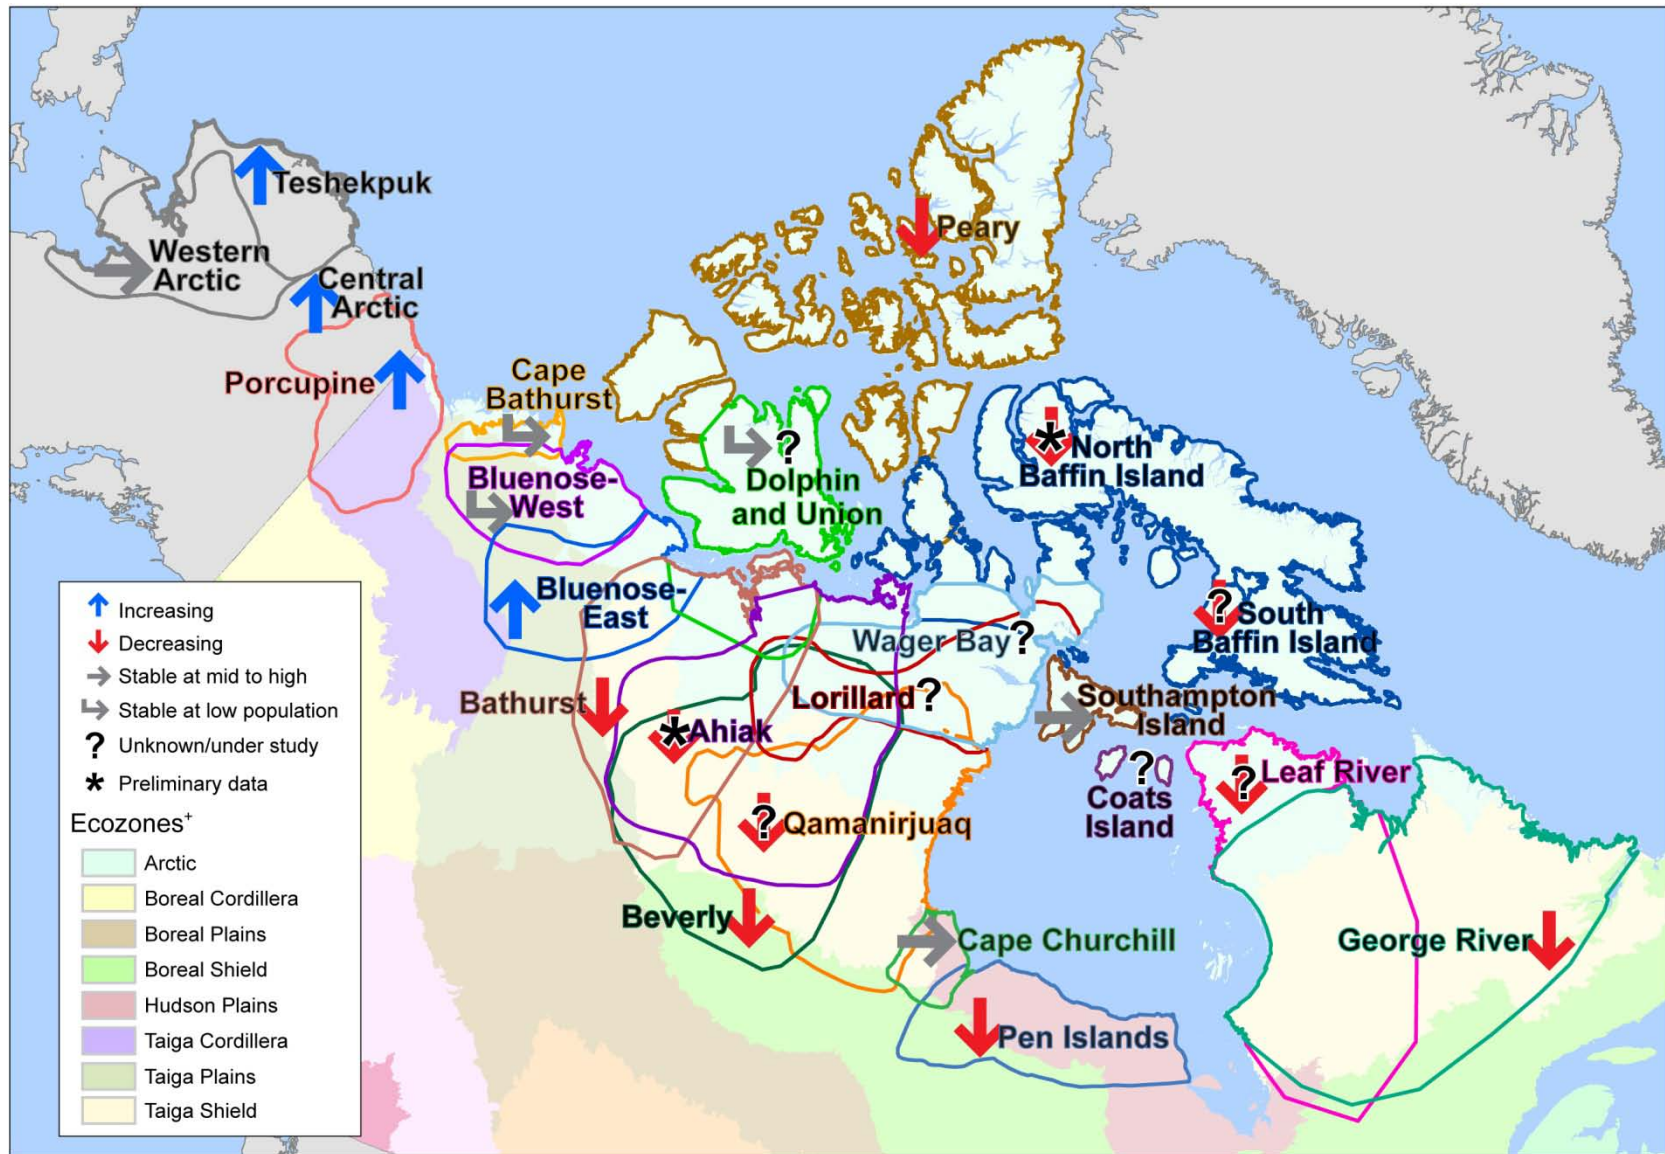 Teshekpuk
Western
Arctic
Central
Arctic
Porcupine
Peary
Cape
Bathurst
Bluenose-
West
?
Dolphin
and Union
*
North
Baffin Island
Bluenose-
East
Wager Bay ?
?
South
Baffin Island
Bathurst
* Ahiak
Lorillard ?
Southampton
Island
?
Coats
Island
? Leaf River
? Qamanirjuaq
Beverly
Cape Churchill
George River
Pen Islands
Increasing
Decreasing
Stable at mid to high
Stable at low population
? Unknown/under study
* Preliminary data
Ecozones+
Arctic
Boreal Cordillera
Boreal Plains
Boreal Shield
Hudson Plains
Taiga Cordillera
Taiga Plains
Taiga Shield